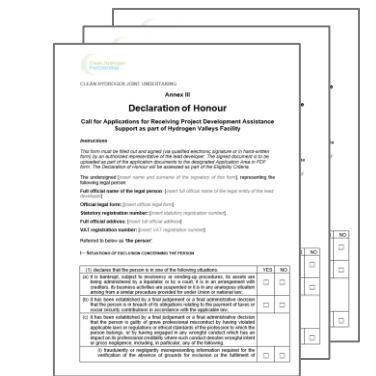 Clean Hydrogen
Partnership
CLEAN HYDROGEN JOINT UNDERTAKING
Annex III
Declaration of Honour
Call for Applications for Receiving Project Development Assistance
Support as part of Hydrogen Valleys Facility
Instructions
This form must be filled out and signed (via qualified electronic signature or in hand-written
form) by an authorised representative of the lead developer. The signed document is to be
uploaded as part of the application documents to the designated Application Area in PDF
form. The Declaration of Honour will be assessed as part of the Eligibility Criteria.
The undersigned [insert name and surname of the signatory of this form], representing the
following legal person:
Full official name of the legal person: [insert full official name of the legal entity of the lead
developer]
Official legal form: [insert official legal form]
Statutory registration number: [insert statutory registration number]
Full official address: [insert full official address]
VAT registration number: [insert VAT registration number]
Referred to below as 'the person'
I – SITUATIONS OF EXCLUSION CONCERNING THE PERSON
(1) declares that the person is in one of the following situations YES NO
(a) it is bankrupt, subject to insolvency or winding-up procedures, its assets are
being administered by a liquidator or by a court, it is in an arrangement with
creditors, its business activities are suspended or it is in any analogous situation
arising from a similar procedure provided for under Union or national law;
(b) it has been established by a final judgement or a final administrative decision
that the person is in breach of its obligations relating to the payment of taxes or
social security contributions in accordance with the applicable law;
(c) it has been established by a final judgement or a final administrative decision
that the person is guilty of grave professional misconduct by having violated
applicable laws or regulations or ethical standards of the profession to which the
person belongs, or by having engaged in any wrongful conduct which has an
impact on its professional credibility where such conduct denotes wrongful intent
or gross negligence, including, in particular, any of the following:
(i) fraudulently or negligently misrepresenting information required for the
verification of the absence of grounds for exclusion or the fulfilment of
NO
NO